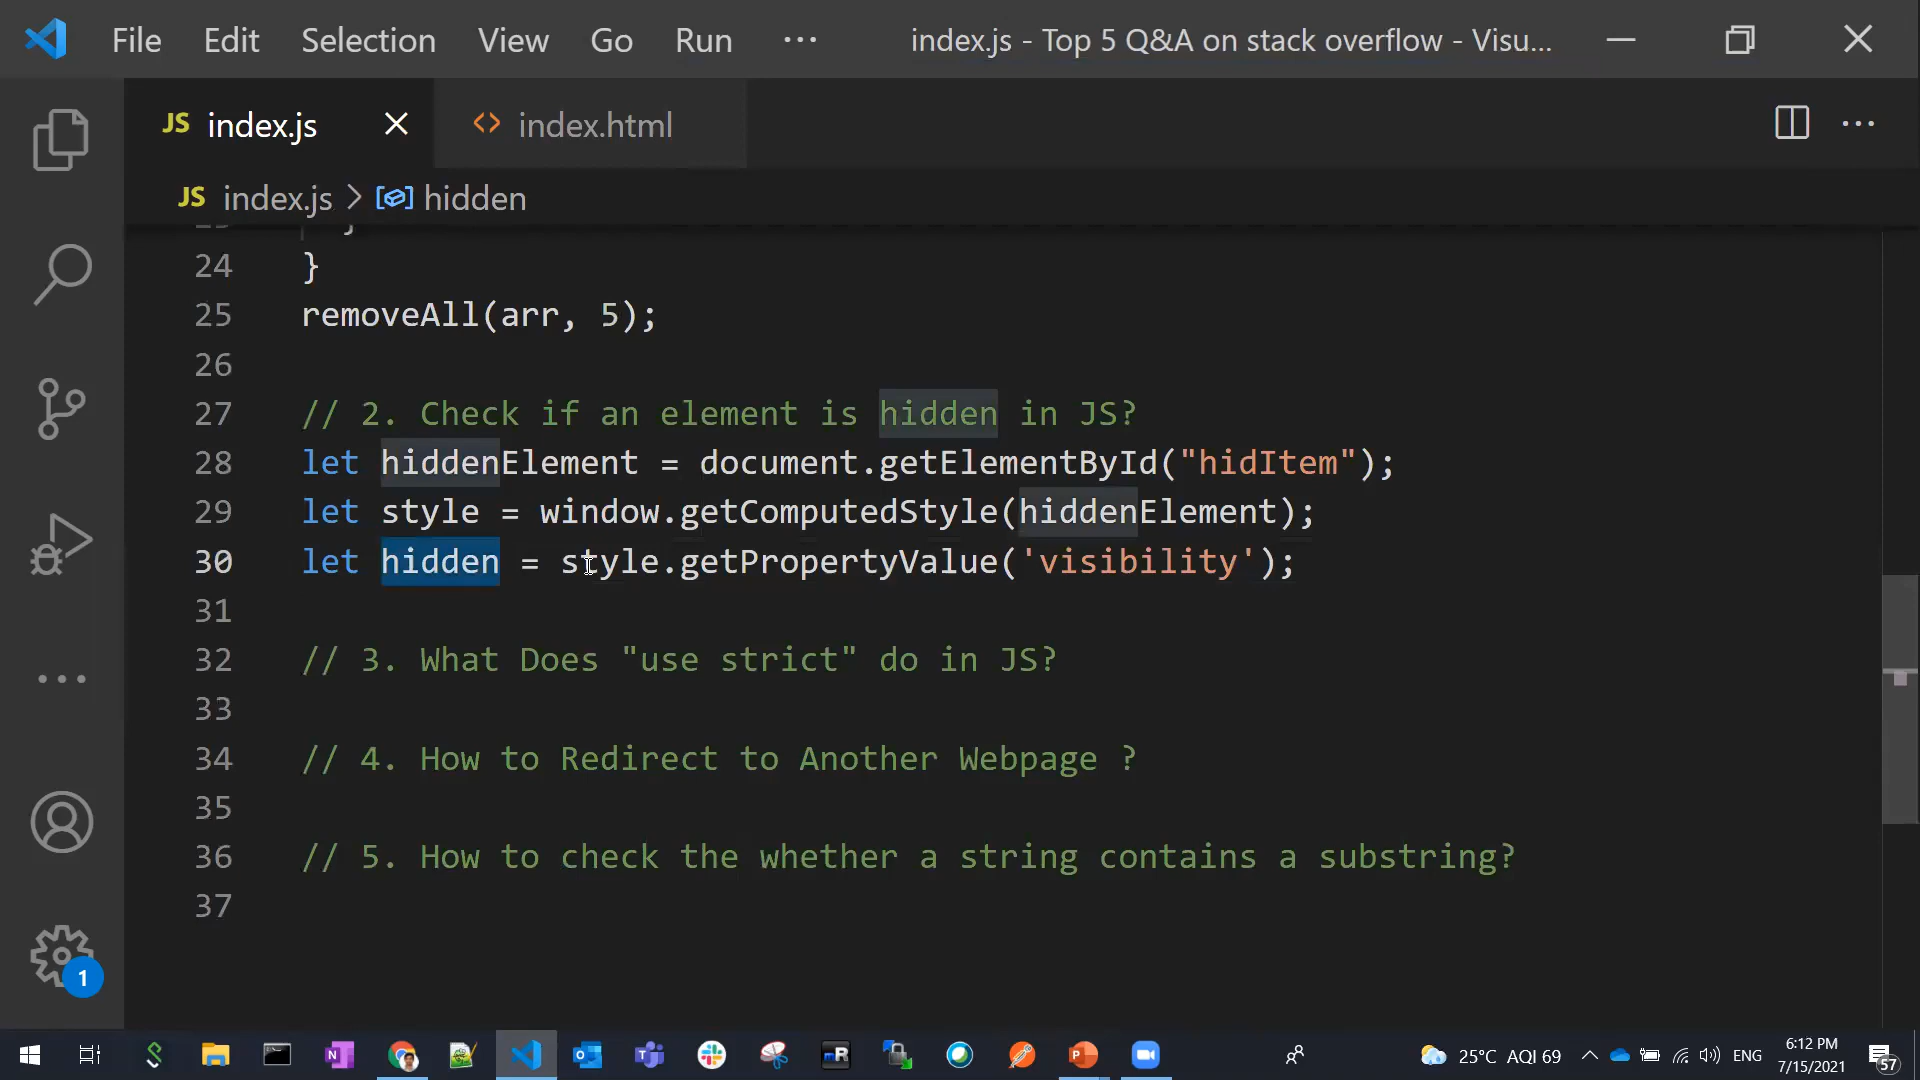 File Edit Selection View Go Run ··· index.js - Top 5 Q&A on stack overflow - Visu...
JS index.js index.html
JS index.js > hidden
24 }
25 removeAll(arr, 5);
26
27 // 2. Check if an element is hidden in JS?
28 let hiddenElement = document.getElementById("hidItem");
29 let style = window.getComputedStyle(hiddenElement);
30 let hidden = style.getPropertyValue('visibility');
31
32 // 3. What Does "use strict" do in JS?
33
34 // 4. How to Redirect to Another Webpage ?
35
36 // 5. How to check the whether a string contains a substring?
37
1
25°C AQI 69 ENG 6:12 PM
7/15/2021 57